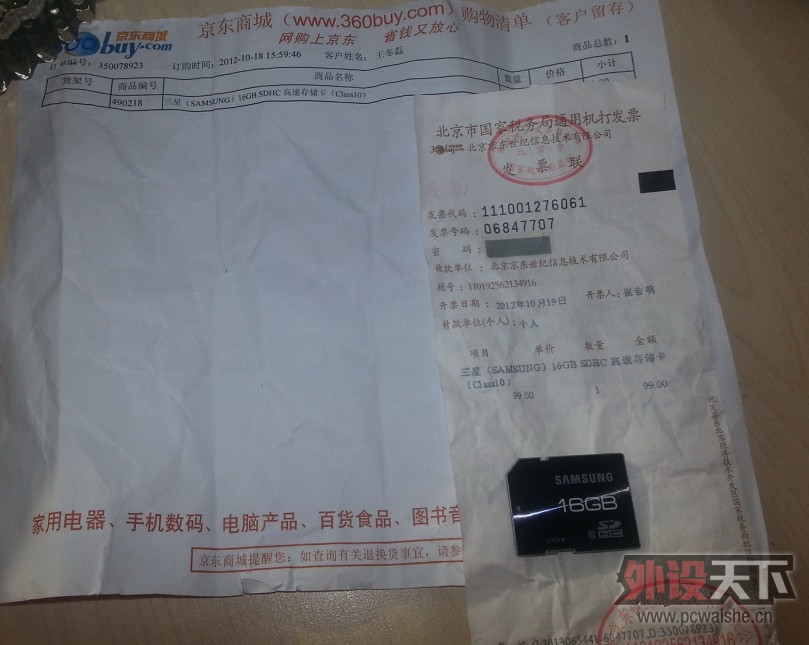 京东商城（www.360buy.com）购物清单（客户留存）
360buy.com 京东商城
网购上京东 省钱又放心
订单编号：350078923 订购时间：2012-10-18 15:59:46 客户姓名：王冬磊 商品总数：1
货架号 商品编号 商品名称 数量 价格 小计
490218 三星（SAMSUNG）16GB SDHC 高速存储卡（Class10）
家用电器、手机数码、电脑产品、百货食品、图书音
京东商城提醒您：如查询有关退换货事宜，请参
北京市国家税务局通用机打发票
360buy 北京京东世纪信息技术有限公司
发票联
发票代码：111001276061
发票号码：06847707
密 码：
收款单位：北京京东世纪信息技术有限公司
税号：110192562134916
开票日期：2012年10月19日 开票人：
付款单位(个人)：个人
项目 单价 数量 金额
三星（SAMSUNG）16GB SDHC 高速存储卡
（Class10）
99.00 1 99.00
SAMSUNG
16GB
SDHC
LOCK
外设天下
www.pcwaishe.cn